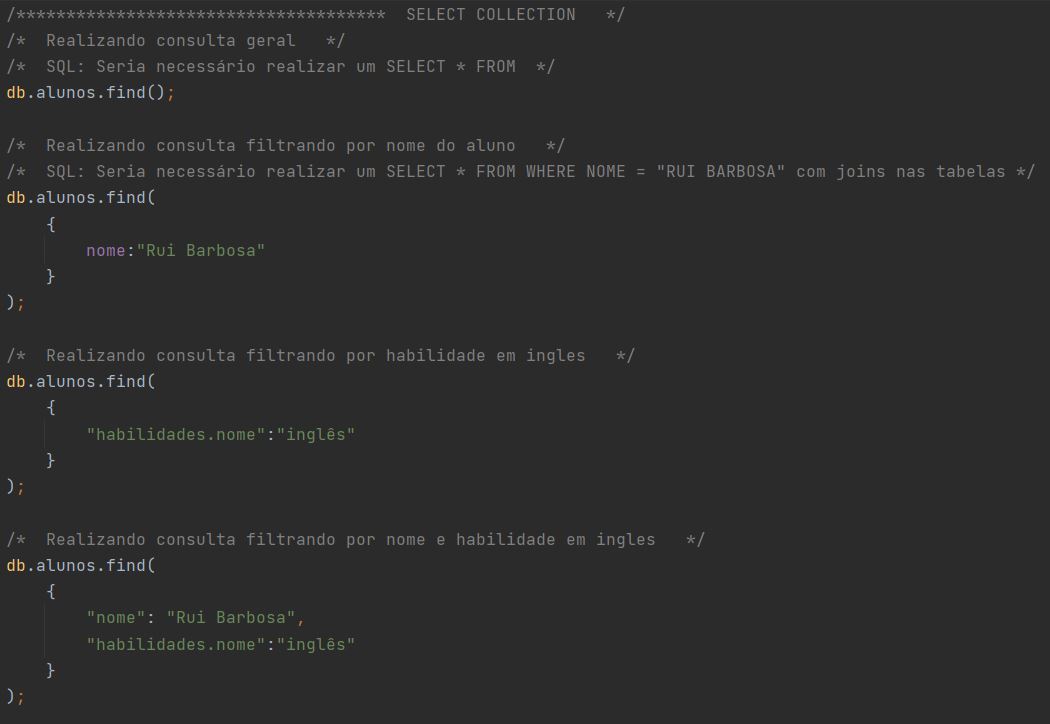 /*************************************  SELECT COLLECTION   */
/*  Realizando consulta geral   */
/*  SQL: Seria necessário realizar um SELECT * FROM  */
db.alunos.find();
/*  Realizando consulta filtrando por nome do aluno   */
/*  SQL: Seria necessário realizar um SELECT * FROM WHERE NOME = "RUI BARBOSA" com joins nas tabelas */
db.alunos.find(
    {
        nome:"Rui Barbosa"
    }
);
/*  Realizando consulta filtrando por habilidade em ingles   */
db.alunos.find(
    {
        "habilidades.nome":"inglês"
    }
);
/*  Realizando consulta filtrando por nome e habilidade em ingles   */
db.alunos.find(
    {
        "nome": "Rui Barbosa",
        "habilidades.nome":"inglês"
    }
);